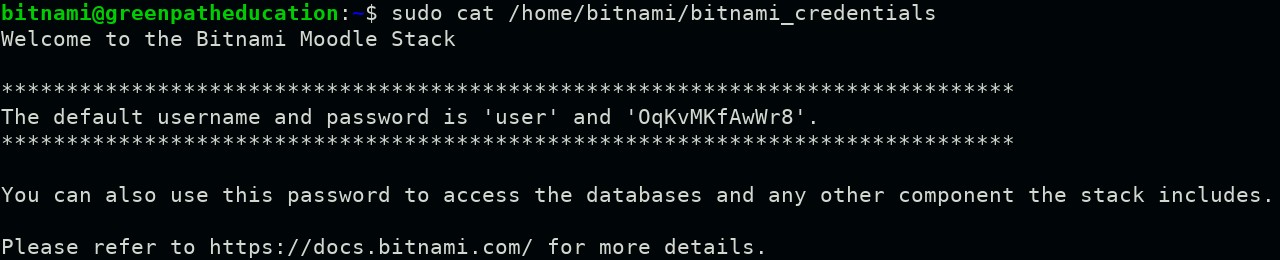 bitnami@greenpatheducation:~$ sudo cat /home/bitnami/bitnami_credentials
Welcome to the Bitnami Moodle Stack
******************************************************************************
The default username and password is 'user' and 'OqKvMKfAwWr8'.
******************************************************************************
You can also use this password to access the databases and any other component the stack includes.
Please refer to https://docs.bitnami.com/ for more details.